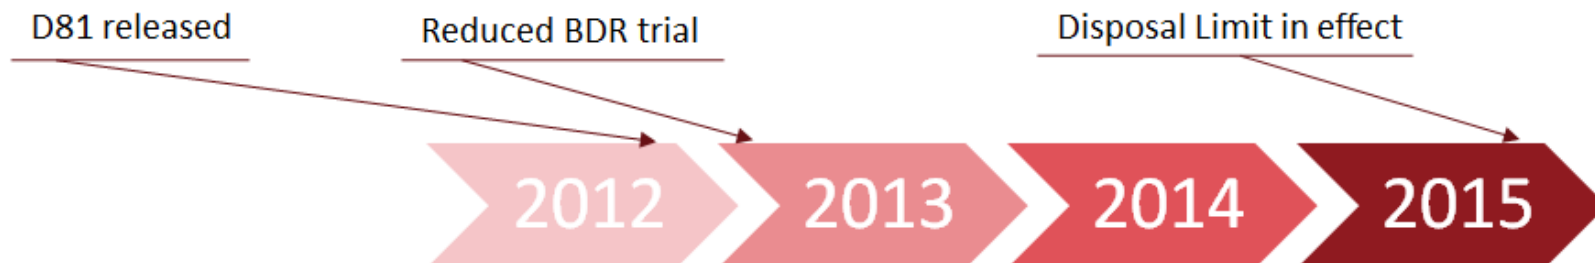 D81 released
Reduced BDR trial
Disposal Limit in effect
2012
2013
2014
2015